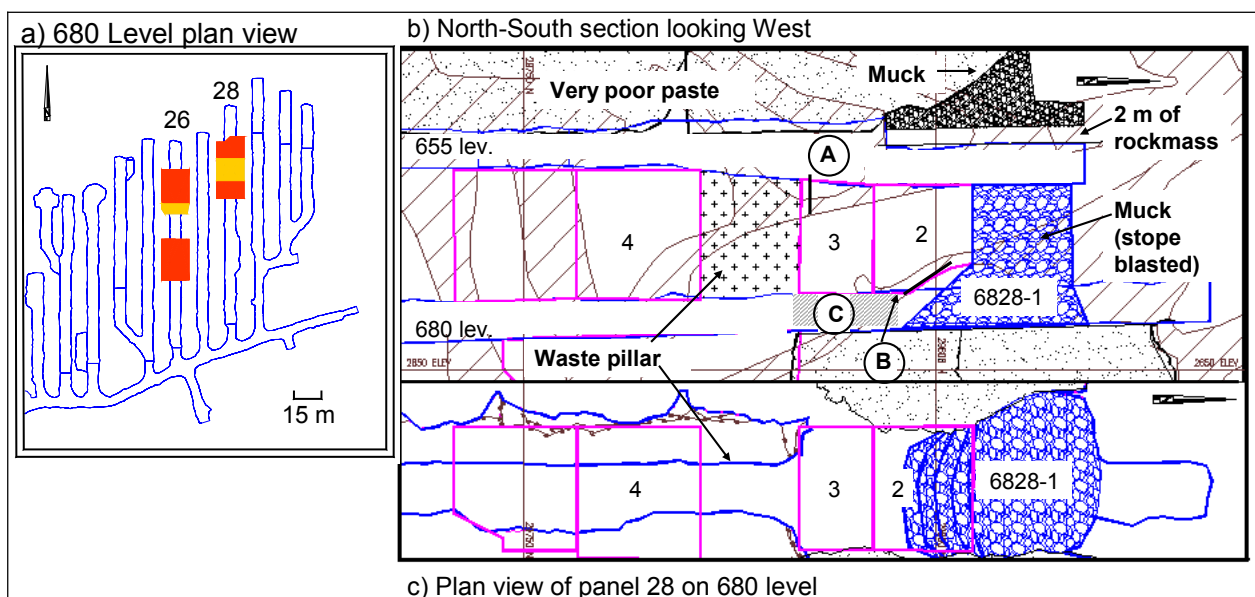 a) 680 Level plan view
28
26
15 m
b) North-South section looking West
Muck
Very poor paste
2 m of
rockmass
655 lev.
A
4
3
2
Muck
(stope
blasted)
6828-1
C
680 lev.
B
Waste pillar
2850 ELEV
4
3
2
6828-1
c) Plan view of panel 28 on 680 level